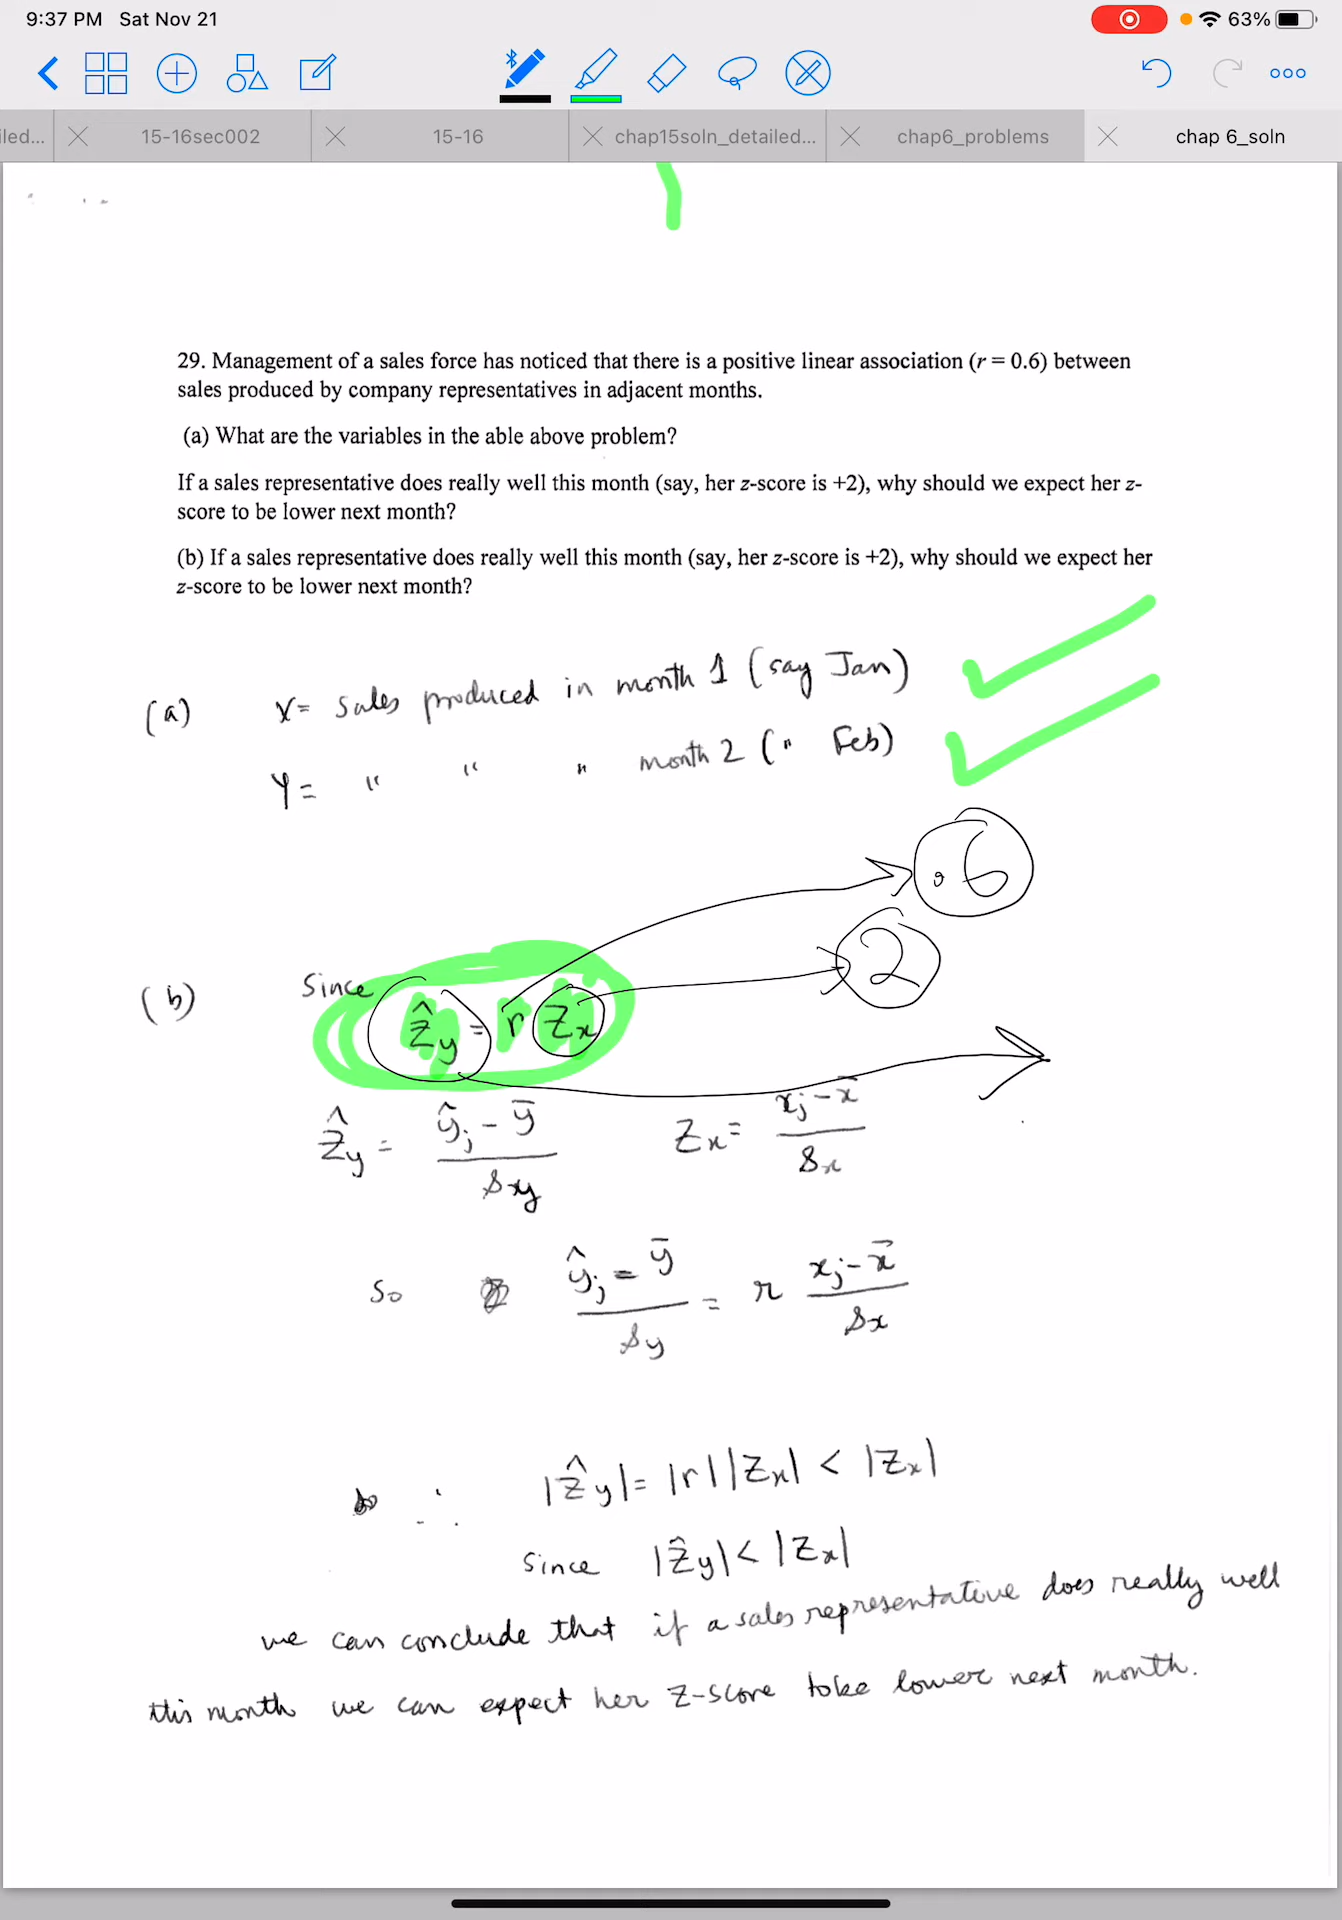 9:37 PM Sat Nov 21
63%
iled...
15-16sec002
15-16
chap15soln_detailed...
chap6_problems
chap 6_soln
29. Management of a sales force has noticed that there is a positive linear association (r = 0.6) between
sales produced by company representatives in adjacent months.
(a) What are the variables in the able above problem?
If a sales representative does really well this month (say, her z-score is +2), why should we expect her z-
score to be lower next month?
(b) If a sales representative does really well this month (say, her z-score is +2), why should we expect her
z-score to be lower next month?
(a) X= Sales produced in month 1 (say Jan)
Y= " " " month 2 (" Feb)
.6
2
(b) Since ẑy = r Zx
ẑy = (ŷj - ȳ)/sxy Zx = (xj - x̄)/sx
So (ŷj = ȳ)/sy = r (xj - x̄)/sx
∴ |ẑy| = |r| |Zx| < |Zx|
Since |ẑy| < |Zx|
we can conclude that if a sales representative does really well
this month we can expect her Z-score to be lower next month.